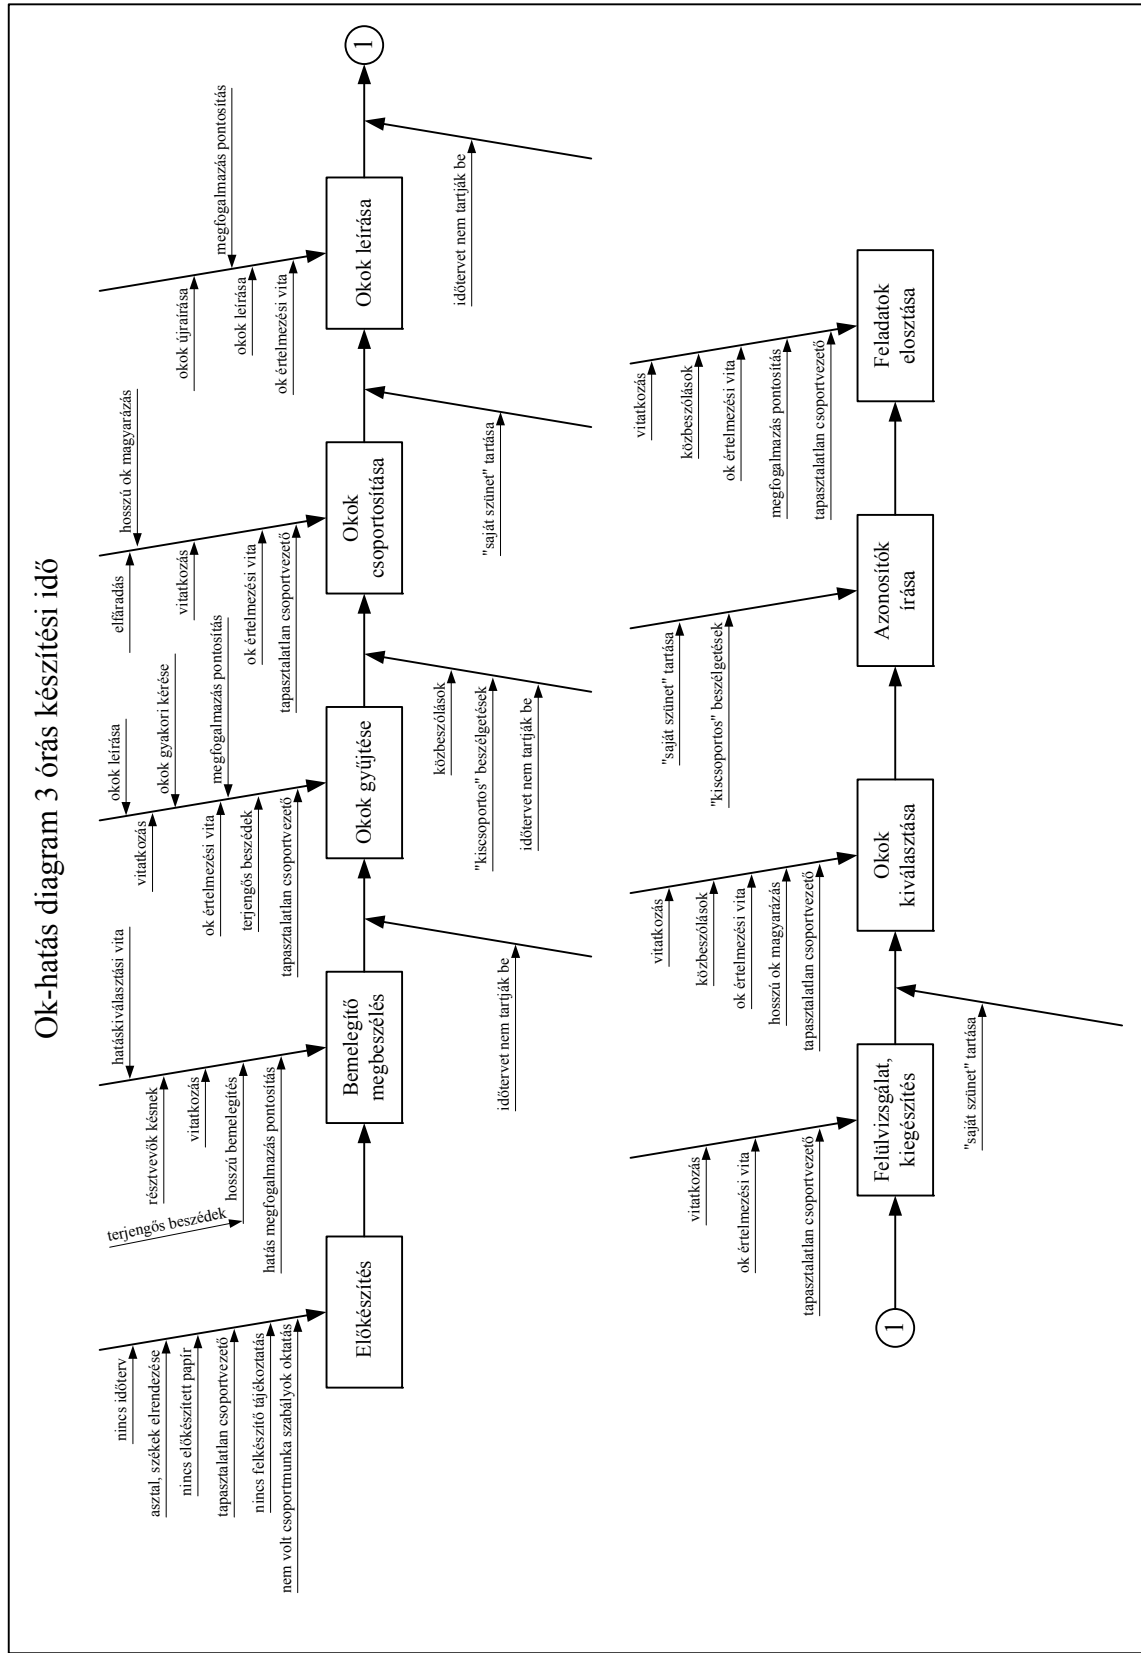 Ok-hatás diagram 3 órás készítési idő
nincs időterv
asztal, székek elrendezése
nincs előkészített papír
tapasztalatlan csoportvezető
nincs felkészítő tájékoztatás
nem volt csoportmunka szabályok oktatás
Előkészítés
hatáskiválasztási vita
résztvevők késnek
vitatkozás
hosszú bemelegítés
terjengős beszédek
hatás megfogalmazás pontosítás
Bemelegítő
megbeszélés
időtervet nem tartják be
okok leírása
vitatkozás
okok gyakori kérése
ok értelmezési vita
megfogalmazás pontosítás
terjengős beszédek
tapasztalatlan csoportvezető
Okok gyűjtése
közbeszólások
"kiscsoportos" beszélgetések
időtervet nem tartják be
elfáradás
hosszú ok magyarázás
vitatkozás
ok értelmezési vita
tapasztalatlan csoportvezető
Okok
csoportosítása
"saját szünet" tartása
okok újraírása
megfogalmazás pontosítás
okok leírása
ok értelmezési vita
Okok leírása
időtervet nem tartják be
1
1
vitatkozás
ok értelmezési vita
tapasztalatlan csoportvezető
Felülvizsgálat,
kiegészítés
"saját szünet" tartása
vitatkozás
közbeszólások
ok értelmezési vita
hosszú ok magyarázás
tapasztalatlan csoportvezető
Okok
kiválasztása
"saját szünet" tartása
"kiscsoportos" beszélgetések
Azonosítók
írása
vitatkozás
közbeszólások
ok értelmezési vita
megfogalmazás pontosítás
tapasztalatlan csoportvezető
Feladatok
elosztása